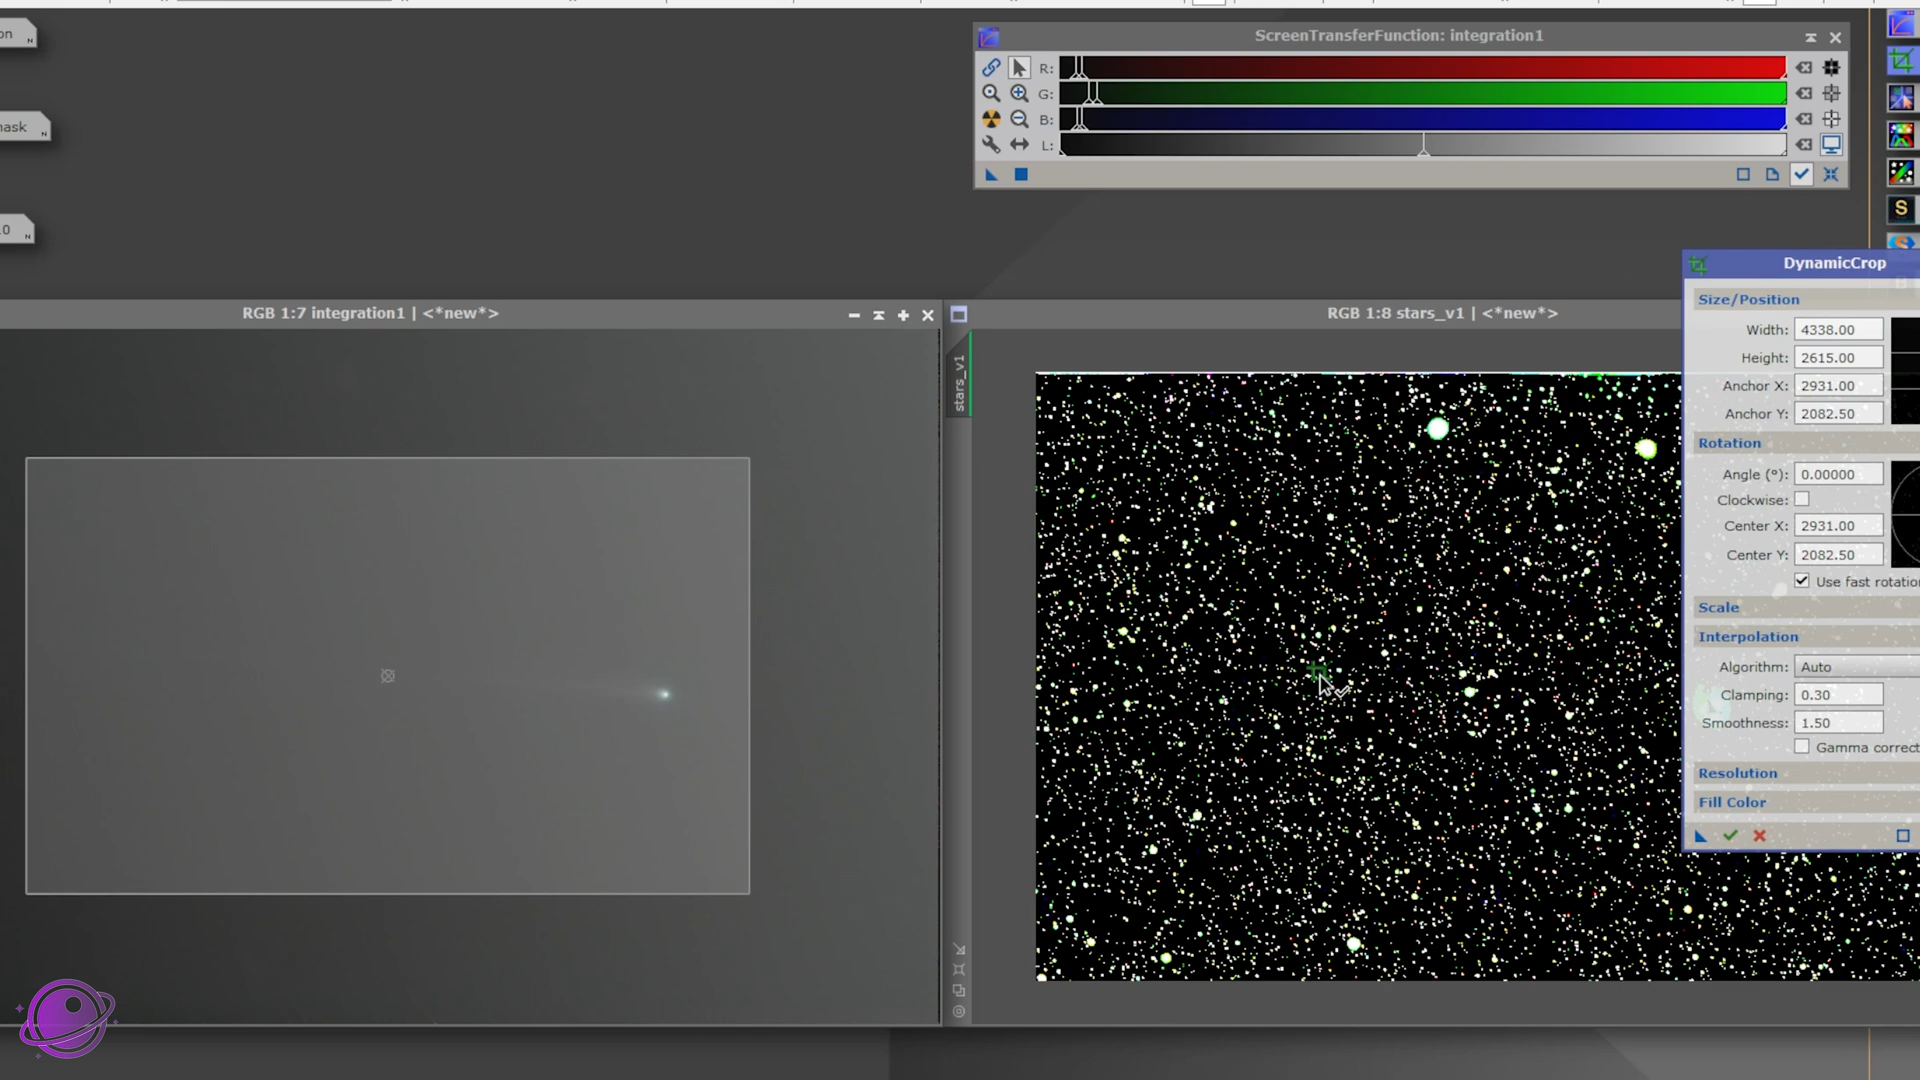 on
N
ScreenTransferFunction: integration1
R:
G:
B:
L:
mask
N
.0
N
S
DynamicCrop
Size/Position
Width: 4338.00
Height: 2615.00
Anchor X: 2931.00
Anchor Y: 2082.50
Rotation
Angle (°): 0.00000
Clockwise:
Center X: 2931.00
Center Y: 2082.50
Use fast rotatio
Scale
Interpolation
Algorithm: Auto
Clamping: 0.30
Smoothness: 1.50
Gamma correct
Resolution
Fill Color
RGB 1:7 integration1 | <*new*>
RGB 1:8 stars_v1 | <*new*>
stars_v1